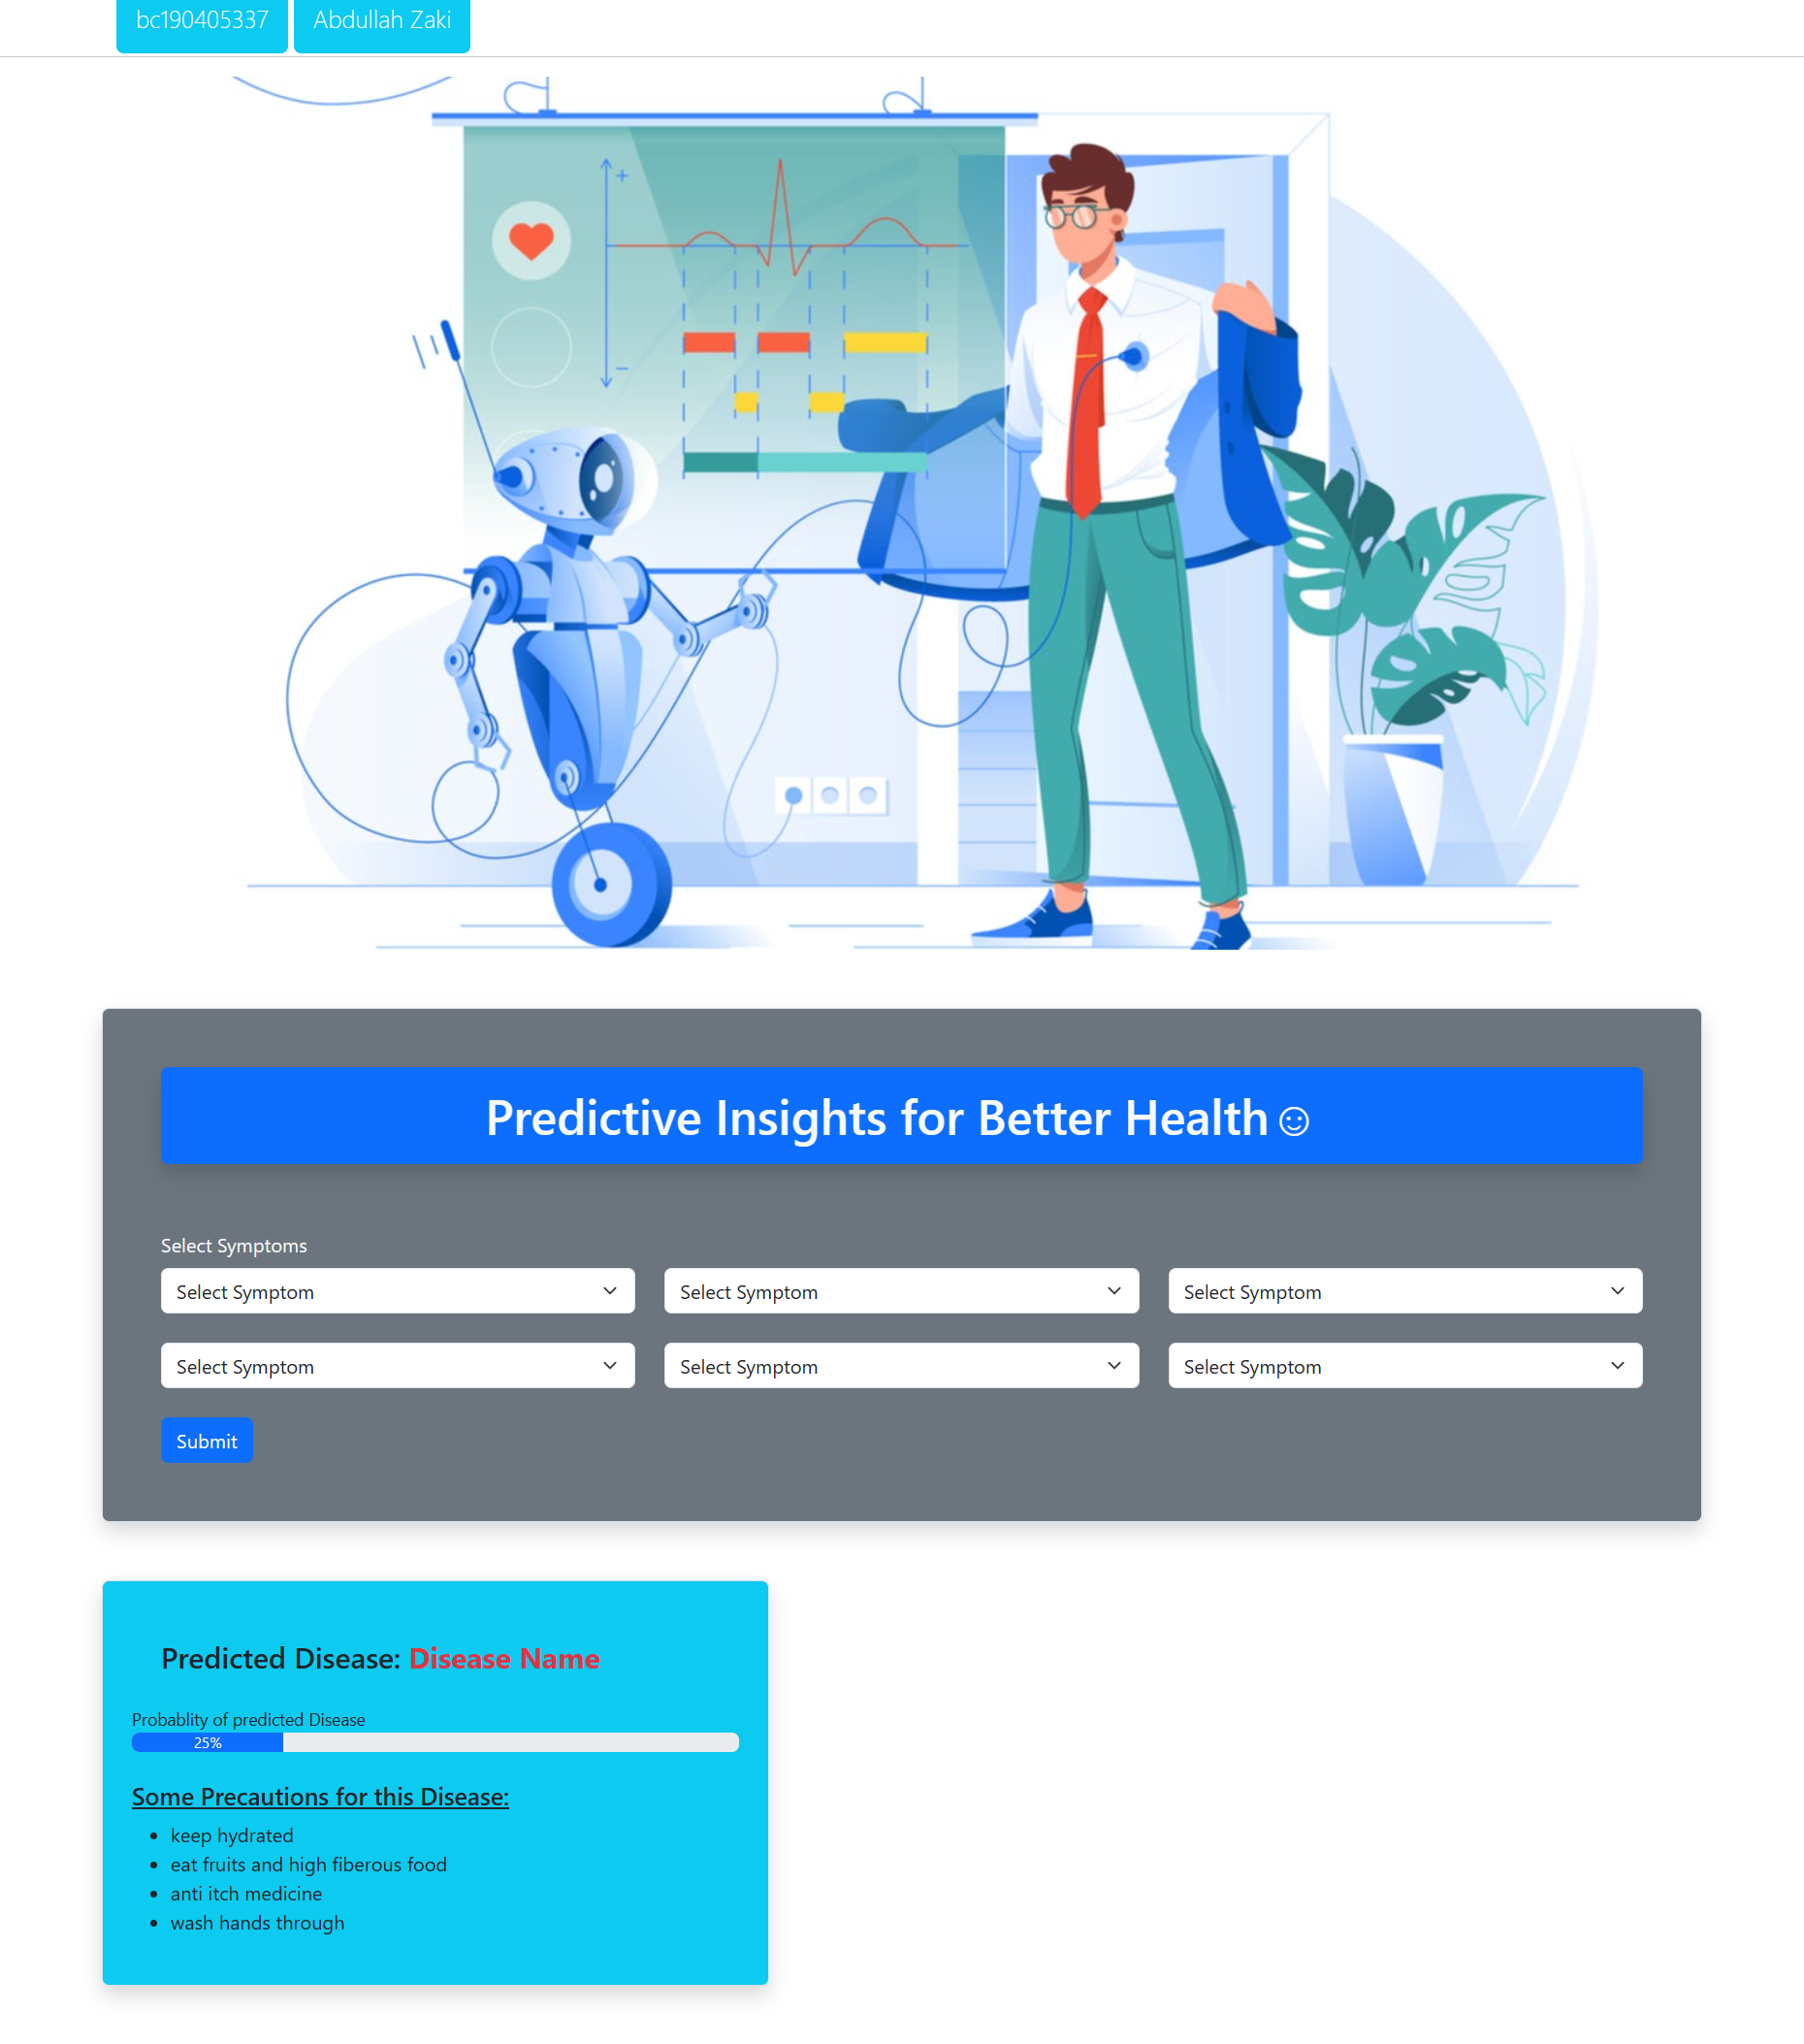 bc190405337 Abdullah Zaki
+
−
Predictive Insights for Better Health☺
Select Symptoms
Select Symptom Select Symptom Select Symptom
Select Symptom Select Symptom Select Symptom
Submit
Predicted Disease: Disease Name
Probablity of predicted Disease
25%
Some Precautions for this Disease:
• keep hydrated
• eat fruits and high fiberous food
• anti itch medicine
• wash hands through